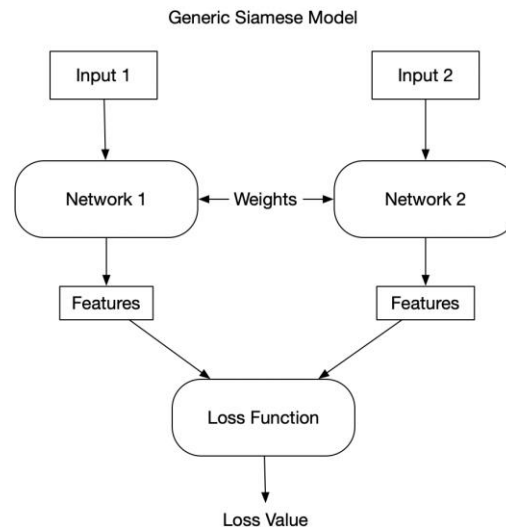 Generic Siamese Model
Input 1
Input 2
Network 1
Weights
Network 2
Features
Features
Loss Function
Loss Value